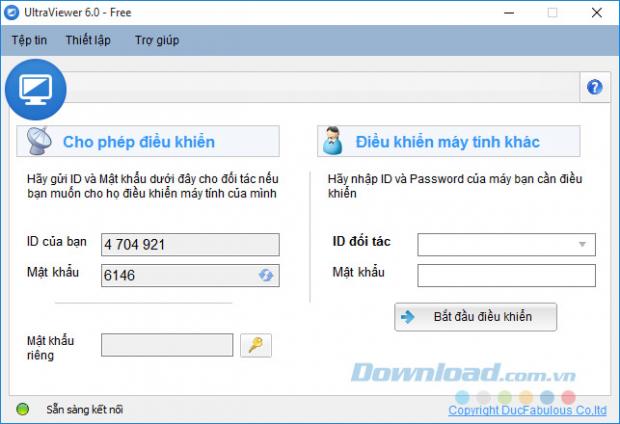 UltraViewer 6.0 - Free
Tệp tin Thiết lập Trợ giúp
?
Cho phép điều khiển
Hãy gửi ID và Mật khẩu dưới đây cho đối tác nếu
bạn muốn cho họ điều khiển máy tính của mình
ID của bạn 4 704 921
Mật khẩu 6146
Mật khẩu
riêng
Điều khiển máy tính khác
Hãy nhập ID và Password của máy bạn cần điều
khiển
ID đối tác
Mật khẩu
Bắt đầu điều khiển
Download.com.vn
Sẵn sàng kết nối
Copyright DucFabulous Co,ltd